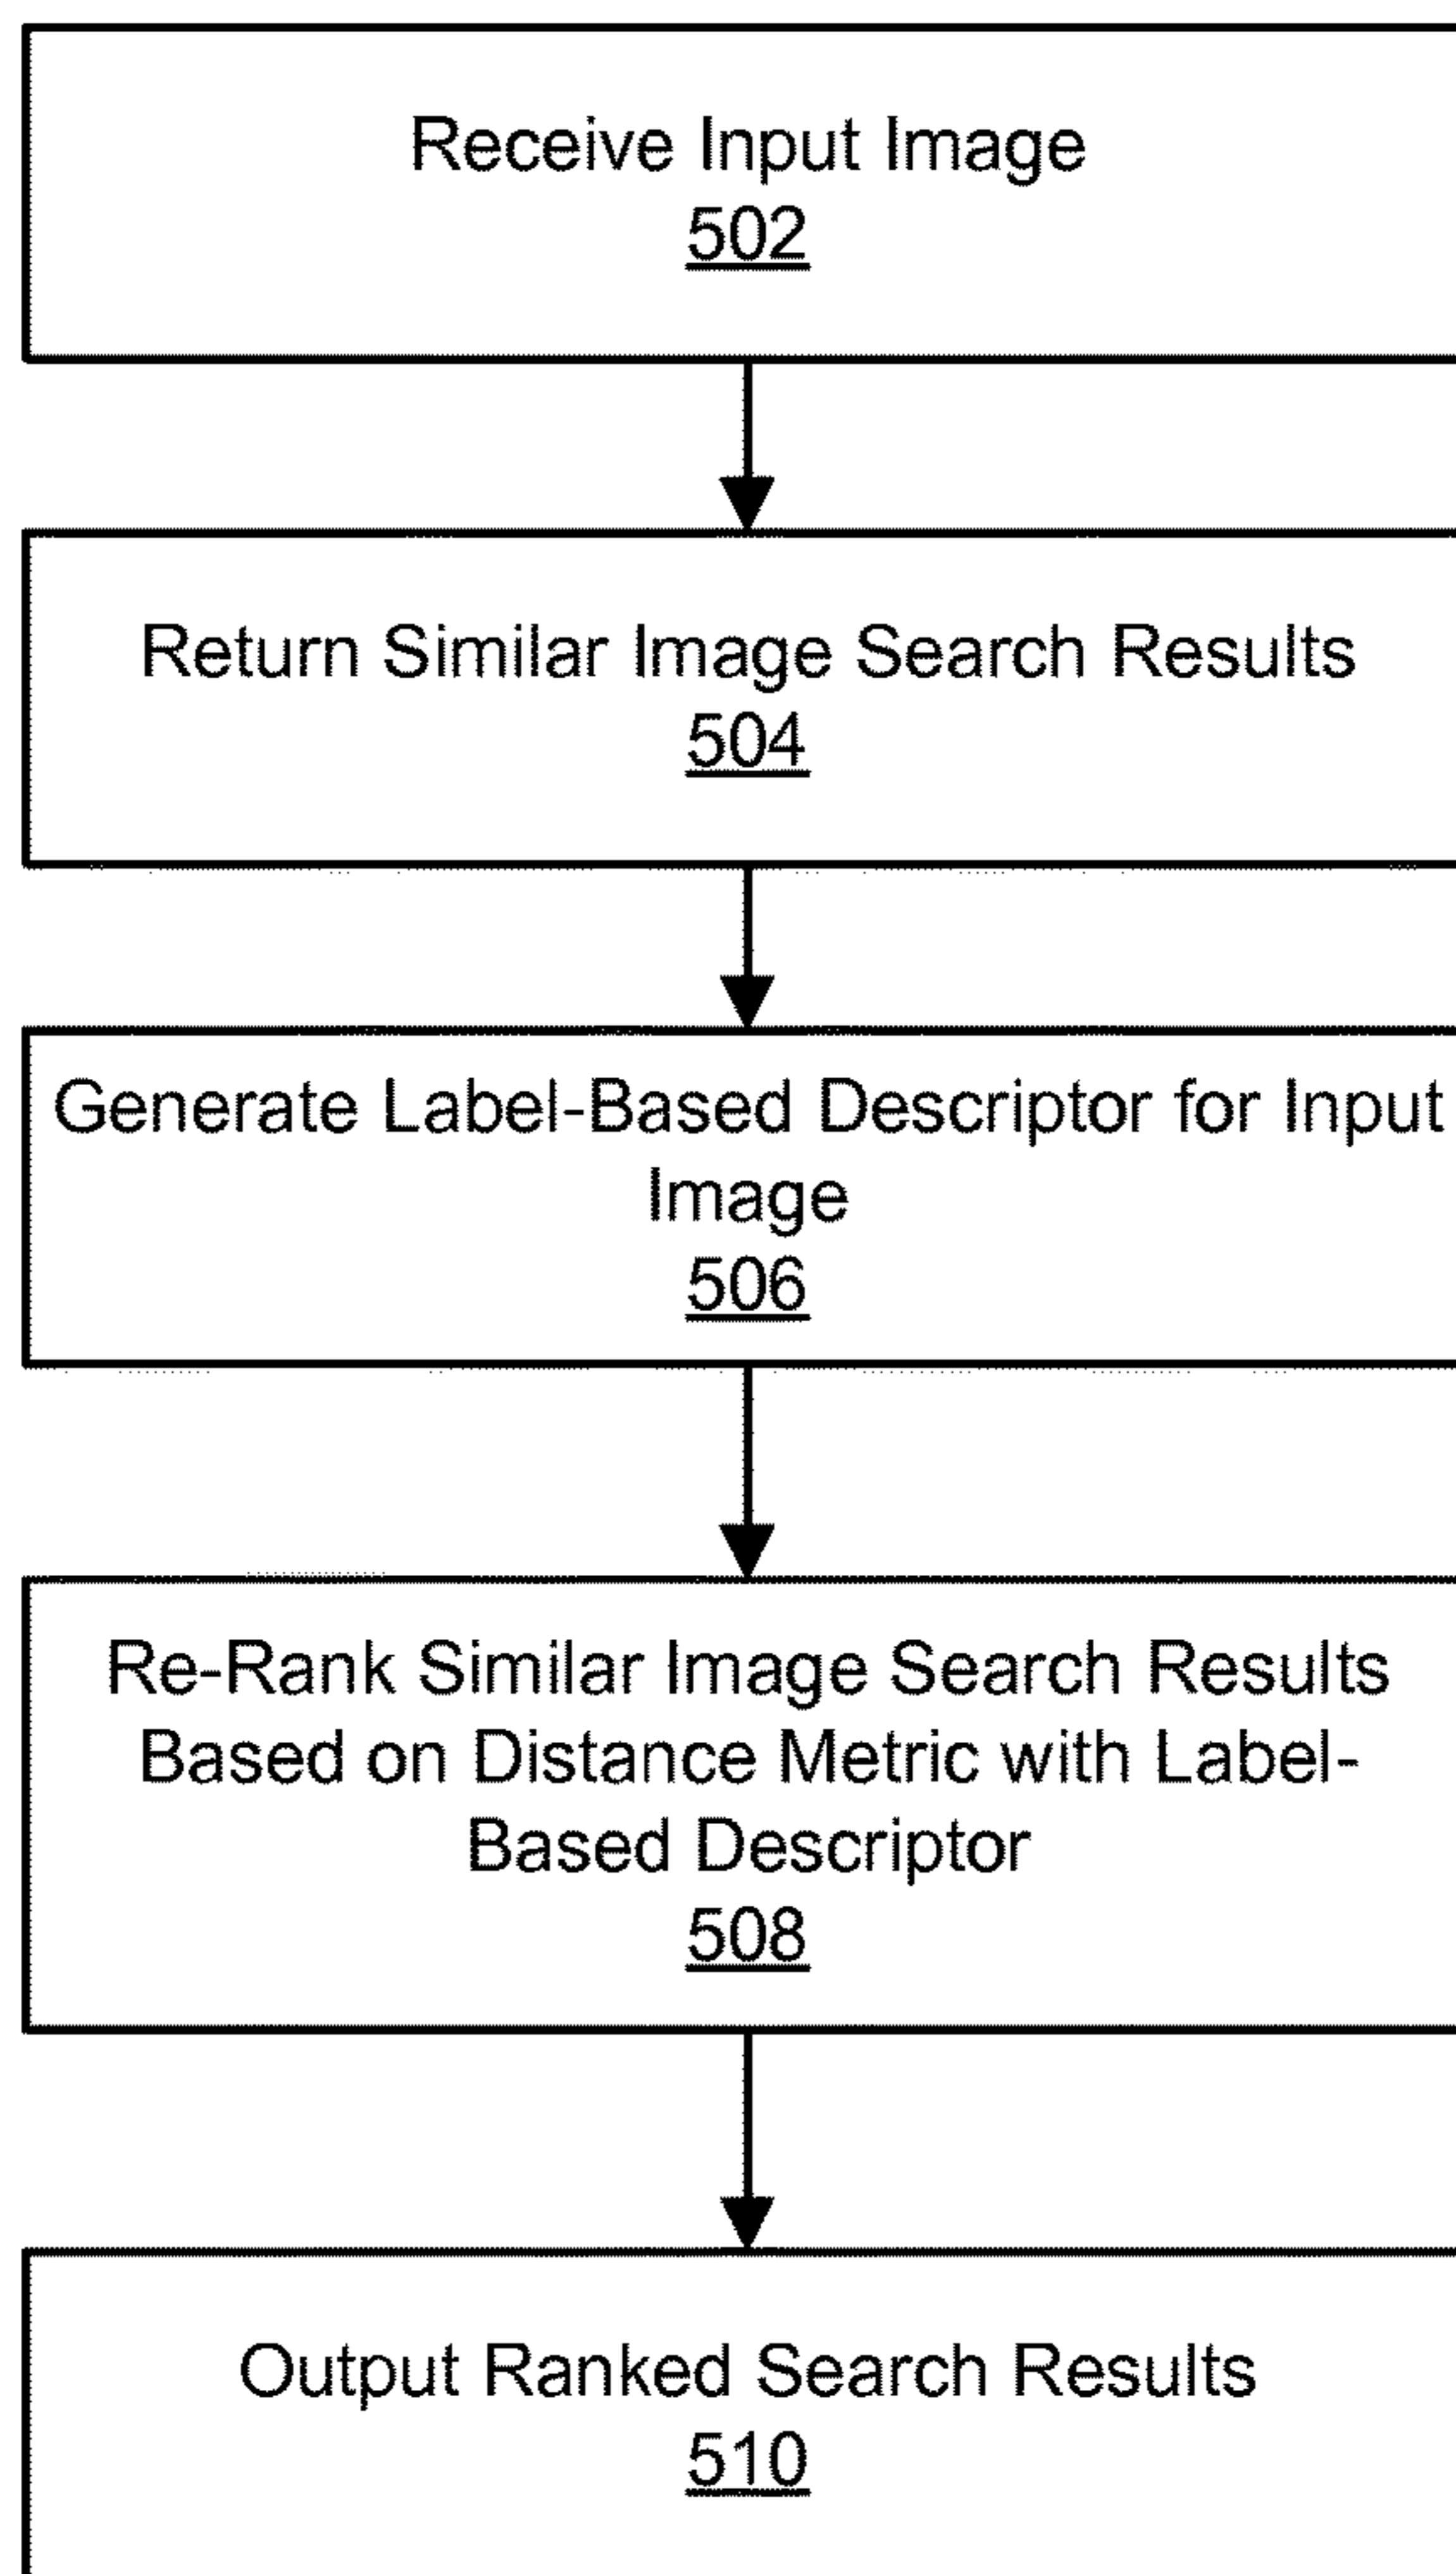 Receive Input Image
502
Return Similar Image Search Results
504
Generate Label-Based Descriptor for Input
Image
506
Re-Rank Similar Image Search Results
Based on Distance Metric with Label-
Based Descriptor
508
Output Ranked Search Results
510